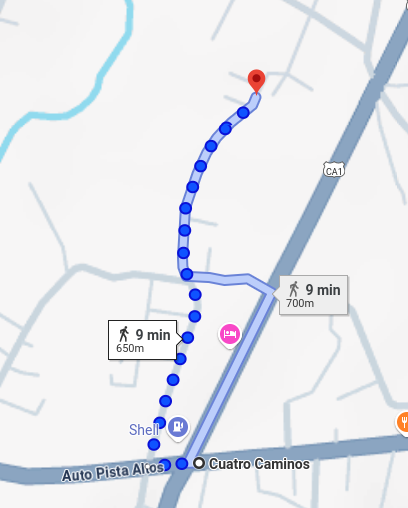 CA1
9 min
700m
9 min
650m
Shell
Auto Pista Altos
Cuatro Caminos